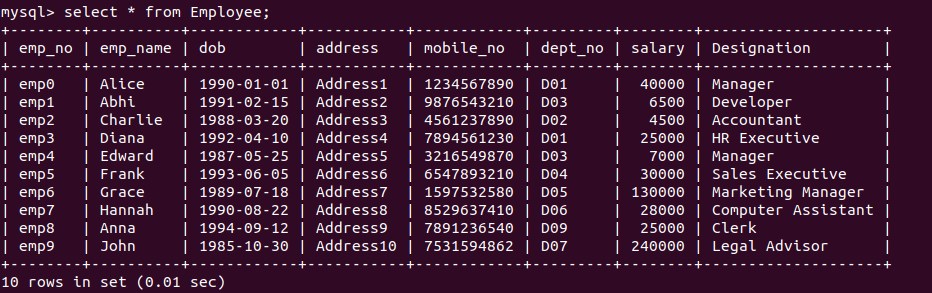 mysql> select * from Employee;
+--------+----------+------------+-----------+------------+---------+--------+--------------------+
| emp_no | emp_name | dob        | address   | mobile_no  | dept_no | salary | Designation        |
+--------+----------+------------+-----------+------------+---------+--------+--------------------+
| emp0   | Alice    | 1990-01-01 | Address1  | 1234567890 | D01     |  40000 | Manager            |
| emp1   | Abhi     | 1991-02-15 | Address2  | 9876543210 | D03     |   6500 | Developer          |
| emp2   | Charlie  | 1988-03-20 | Address3  | 4561237890 | D02     |   4500 | Accountant         |
| emp3   | Diana    | 1992-04-10 | Address4  | 7894561230 | D01     |  25000 | HR Executive       |
| emp4   | Edward   | 1987-05-25 | Address5  | 3216549870 | D03     |   7000 | Manager            |
| emp5   | Frank    | 1993-06-05 | Address6  | 6547893210 | D04     |  30000 | Sales Executive    |
| emp6   | Grace    | 1989-07-18 | Address7  | 1597532580 | D05     | 130000 | Marketing Manager  |
| emp7   | Hannah   | 1990-08-22 | Address8  | 8529637410 | D06     |  28000 | Computer Assistant |
| emp8   | Anna     | 1994-09-12 | Address9  | 7891236540 | D09     |  25000 | Clerk              |
| emp9   | John     | 1985-10-30 | Address10 | 7531594862 | D07     | 240000 | Legal Advisor      |
+--------+----------+------------+-----------+------------+---------+--------+--------------------+
10 rows in set (0.01 sec)